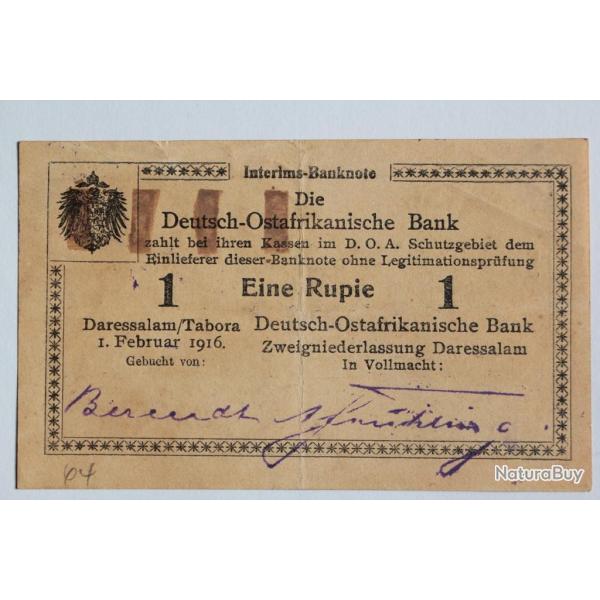 Interims-Banknote
Die
Deutsch-Ostafrikanische Bank
zahlt bei ihren Kassen im D. O. A. Schutzgebiet dem
Einlieferer dieser Banknote ohne Legitimationsprüfung
1 Eine Rupie 1
Daressalam/Tabora
1. Februar 1916.
Gebucht von:
Deutsch-Ostafrikanische Bank
Zweigniederlassung Daressalam
In Vollmacht:
Berendt
64
NaturaBuy